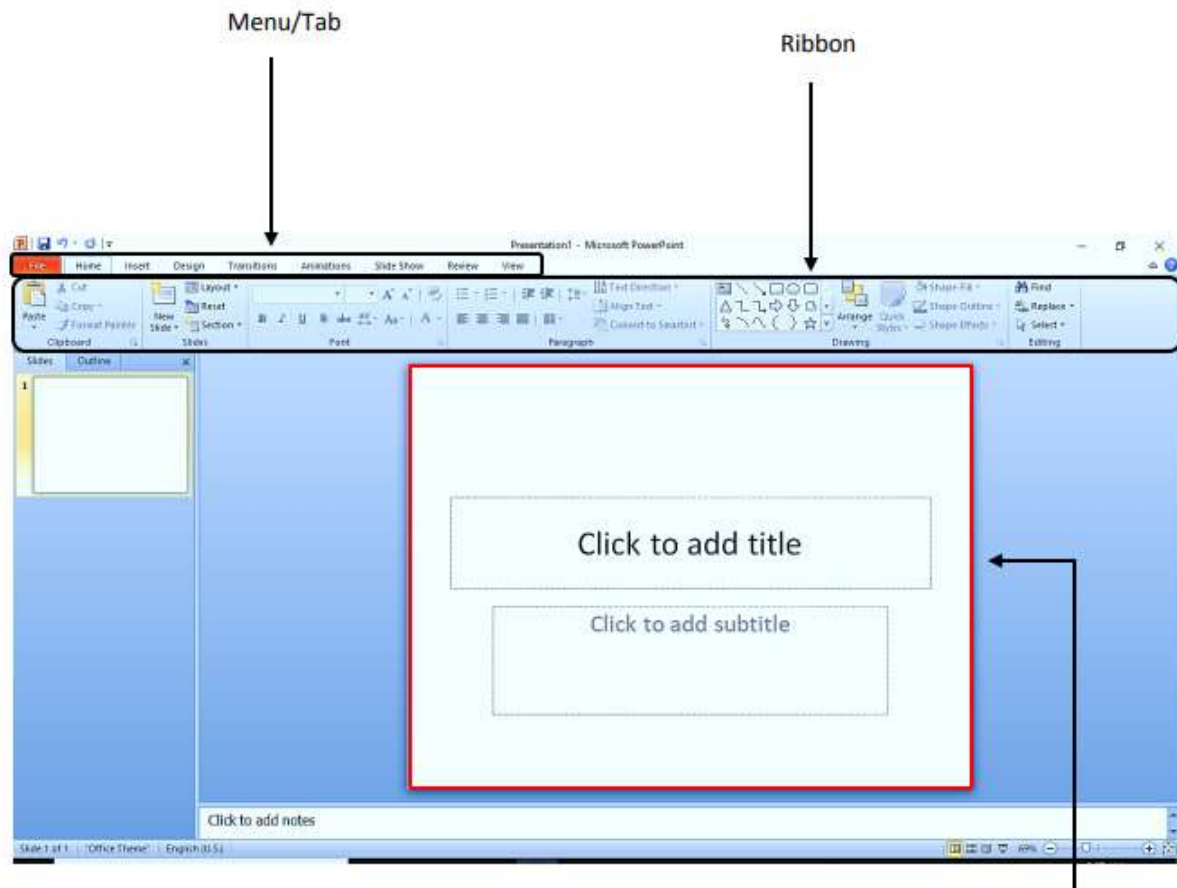 Menu/Tab
Ribbon
Presentation1 - Microsoft PowerPoint
File Home Insert Design Transitions Animations Slide Show Review View
Paste
Cut
Copy
Format Painter
Clipboard
New Slide
Layout
Reset
Section
Slides
Font
Text Direction
Align Text
Convert to SmartArt
Paragraph
Arrange
Quick Styles
Shape Fill
Shape Outline
Shape Effects
Drawing
Find
Replace
Select
Editing
Slides Outline
1
Click to add title
Click to add subtitle
Click to add notes
Slide 1 of 1 "Office Theme" English (U.S.) 69%